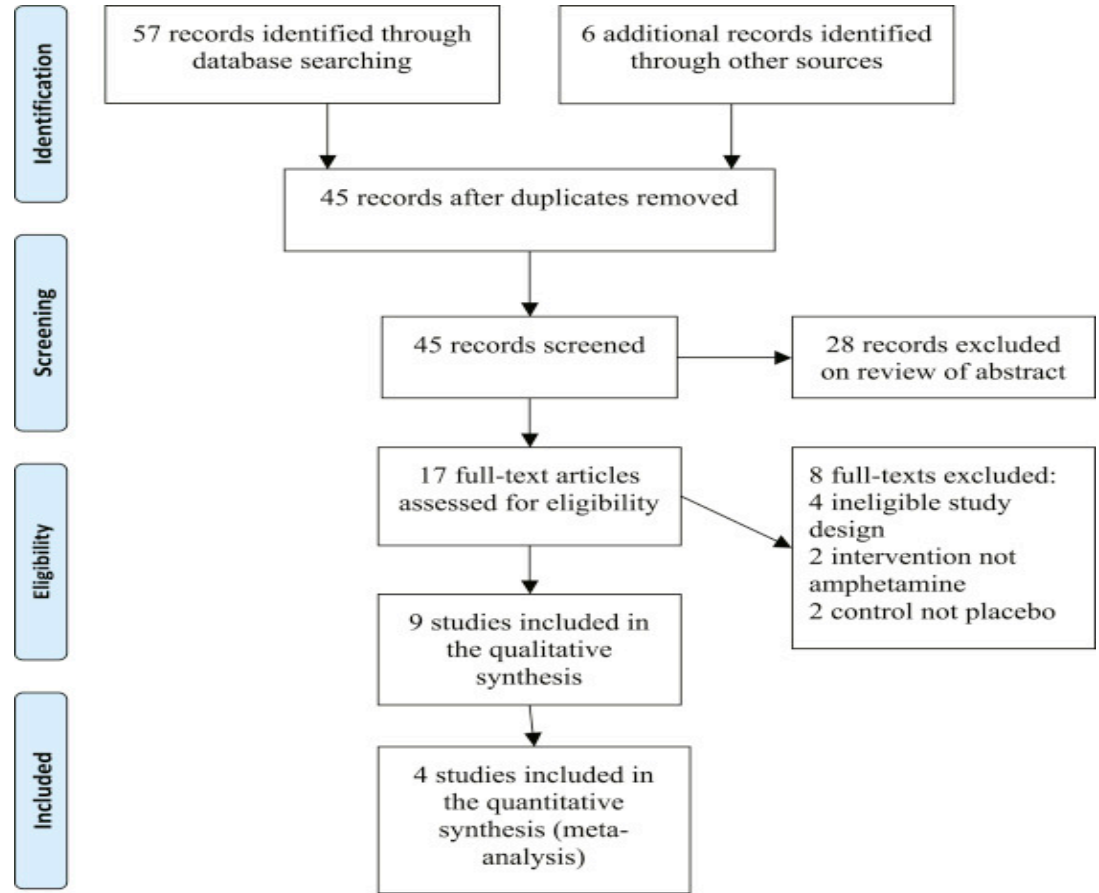 Identification
57 records identified through
database searching
6 additional records identified
through other sources
45 records after duplicates removed
Screening
45 records screened
28 records excluded
on review of abstract
Eligibility
17 full-text articles
assessed for eligibility
8 full-texts excluded:
4 ineligible study
design
2 intervention not
amphetamine
2 control not placebo
9 studies included in
the qualitative
synthesis
Included
4 studies included in
the quantitative
synthesis (meta-
analysis)